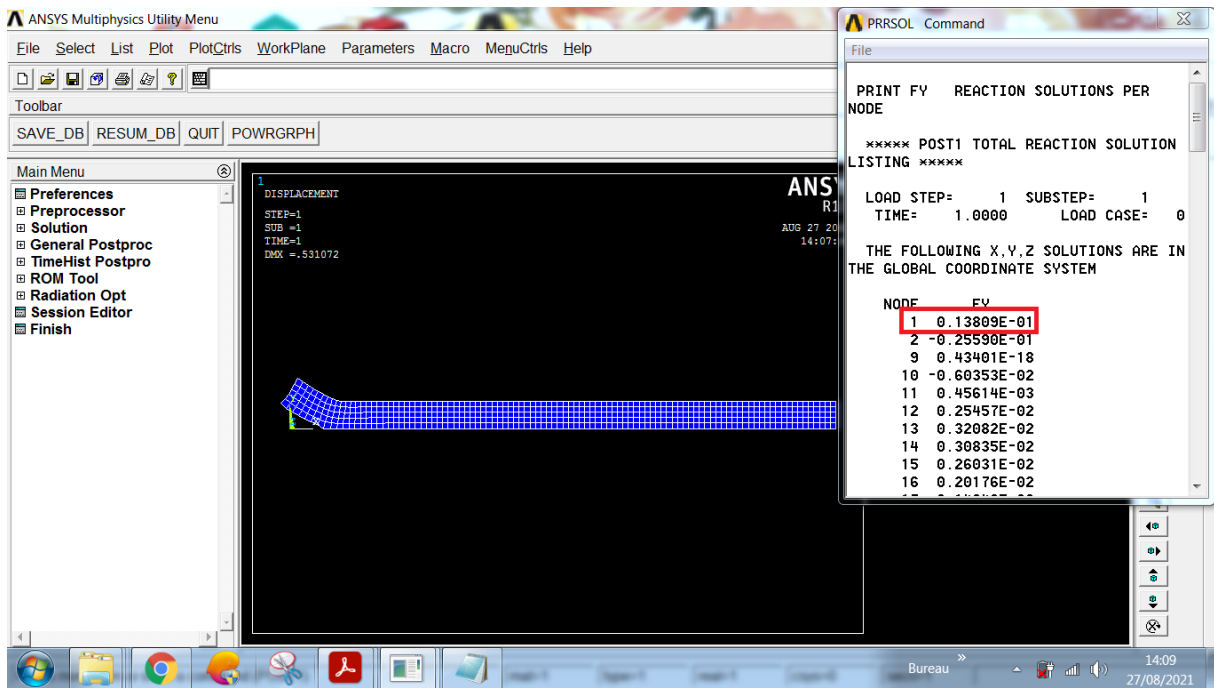 ANSYS Multiphysics Utility Menu
File Select List Plot PlotCtrls WorkPlane Parameters Macro MenuCtrls Help
Toolbar
SAVE_DB RESUM_DB QUIT POWRGRPH
Main Menu
Preferences
Preprocessor
Solution
General Postproc
TimeHist Postpro
ROM Tool
Radiation Opt
Session Editor
Finish
1
DISPLACEMENT
STEP=1
SUB =1
TIME=1
DMX =.531072
ANSY
R1
AUG 27 20
14:07:
PRRSOL Command
File
PRINT FY REACTION SOLUTIONS PER
NODE
***** POST1 TOTAL REACTION SOLUTION
LISTING *****
LOAD STEP= 1 SUBSTEP= 1
TIME= 1.0000 LOAD CASE= 0
THE FOLLOWING X,Y,Z SOLUTIONS ARE IN
THE GLOBAL COORDINATE SYSTEM
NODE FY
1 0.13809E-01
2 -0.25590E-01
9 0.43401E-18
10 -0.60353E-02
11 0.45614E-03
12 0.25457E-02
13 0.32082E-02
14 0.30835E-02
15 0.26031E-02
16 0.20176E-02
Bureau
14:09
27/08/2021